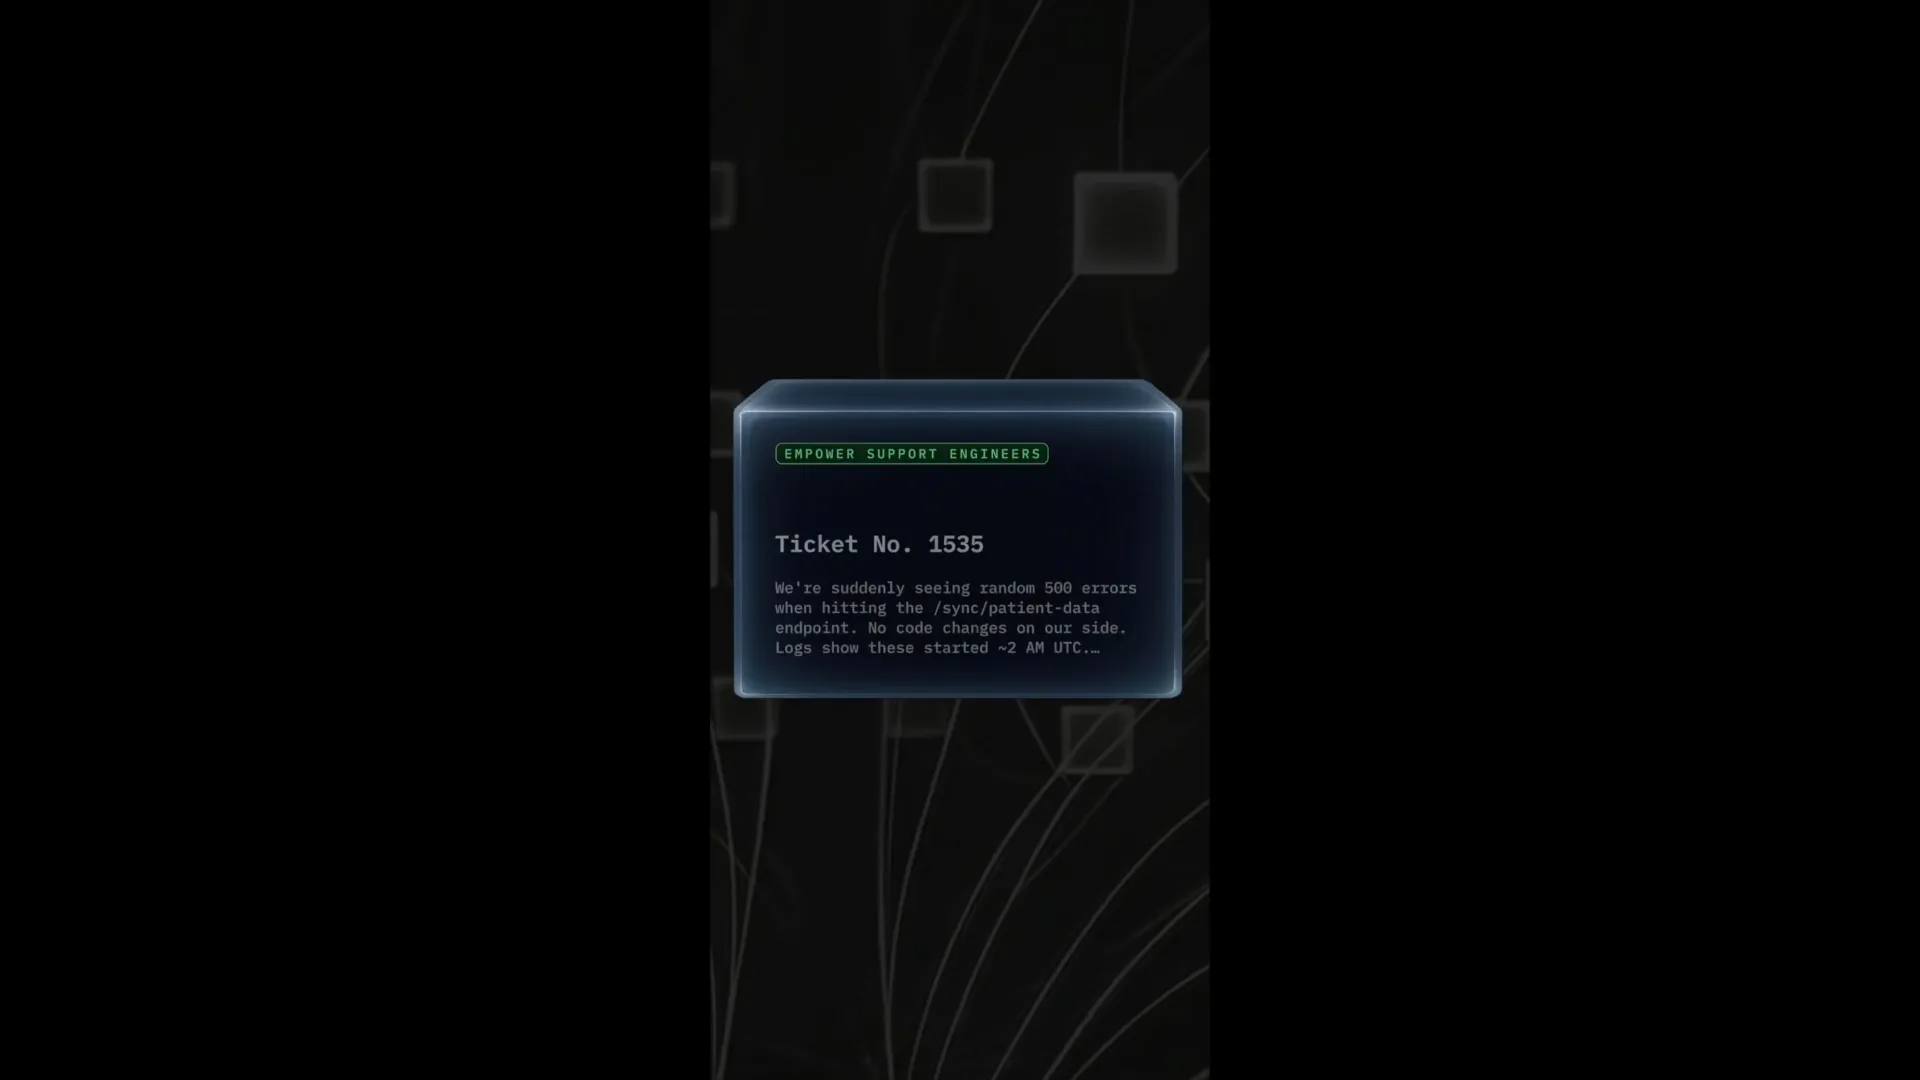 EMPOWER SUPPORT ENGINEERS
Ticket No. 1535
We're suddenly seeing random 500 errors
when hitting the /sync/patient-data
endpoint. No code changes on our side.
Logs show these started ~2 AM UTC.…